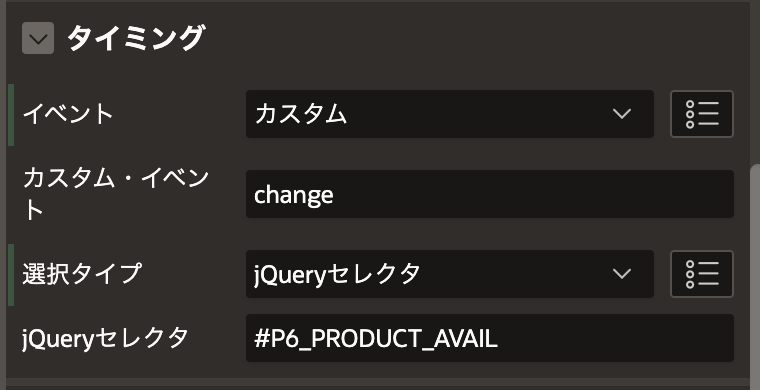 タイミング
イベント
カスタム
カスタム・イベン
ト
change
選択タイプ
jQueryセレクタ
jQueryセレクタ
#P6_PRODUCT_AVAIL